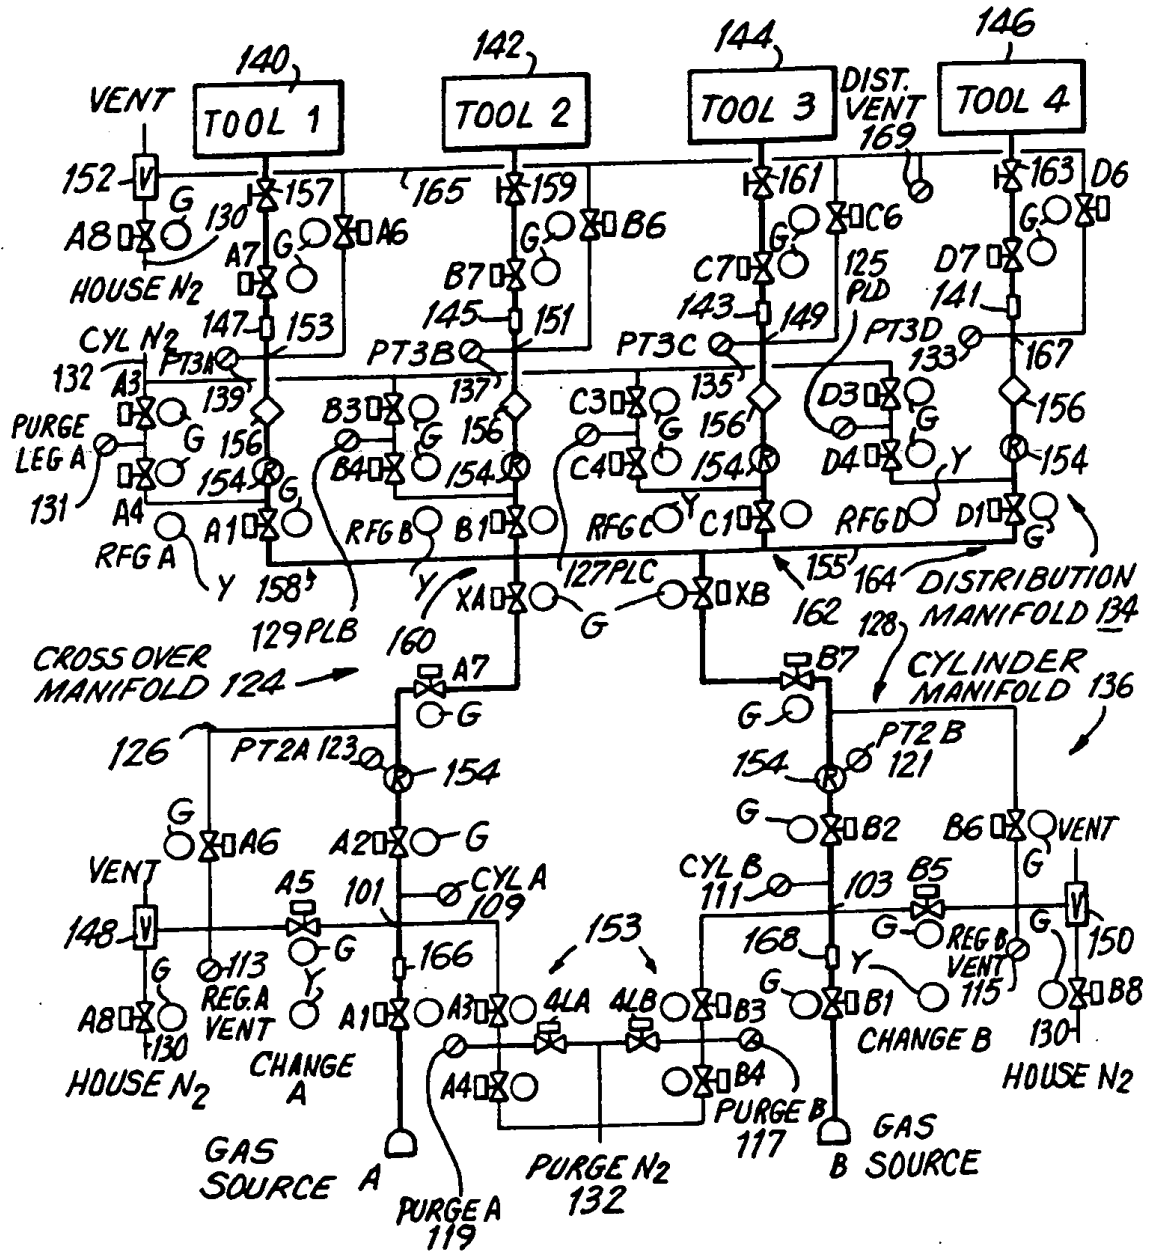 140
142
144
146
VENT
TOOL 1
TOOL 2
TOOL 3
TOOL 4
DIST.
VENT
169
152
V
G
130
157
165
159
161
163
D6
A8
A7
G
A6
G
B6
G
C6
G
HOUSE N2
B7
C7
125
PLD
D7
147
153
145
151
143
149
141
CYL N2
132
PT3A
PT3B
PT3C
PT3D
133
167
A3
139
137
135
PURGE
LEG A
G
156
B3
G
156
C3
G
156
D3
G
156
131
A4
154
R
G
B4
154
R
C4
154
R
D4
Y
R
154
RFG A
A1
RFG B
B1
RFG C
Y
C1
RFG D
D1
G
Y
158
Y
127 PLC
155
164
DISTRIBUTION
MANIFOLD 134
129 PLB
160
XA
G
XB
162
128
CROSS OVER
MANIFOLD 124
A7
G
B7
G
CYLINDER
MANIFOLD 136
126
PT2A 123
R
154
154
R
PT2B
121
G
A6
A2
G
G
B2
B6
G
VENT
VENT
A5
101
CYL A
109
CYL B
111
103
B5
148
V
G
153
G
G
V
150
G
113
REG. A
VENT
Y
166
168
Y
REG B
VENT
115
A8
130
A1
A3
4LA
4LB
B3
G
B1
B8
130
HOUSE N2
CHANGE
A
A4
B4
CHANGE B
HOUSE N2
GAS
SOURCE A
PURGE A
119
PURGE N2
132
PURGE B
117
GAS
B SOURCE